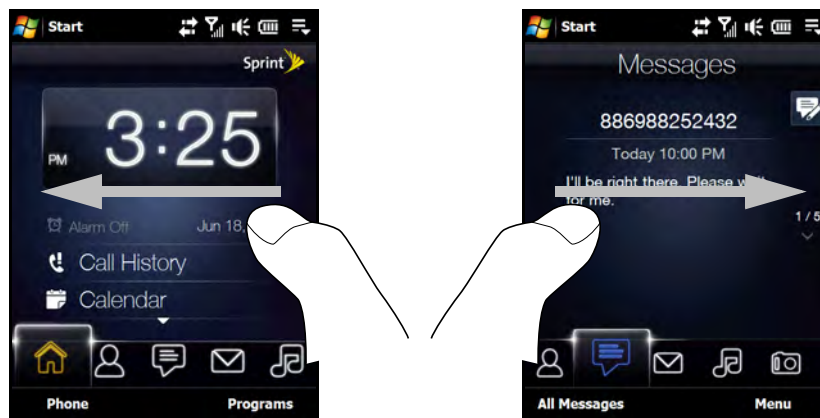 Start
Sprint
3:25
PM
Alarm Off Jun 18,
Call History
Calendar
Phone Programs
Start
Messages
886988252432
Today 10:00 PM
I'll be right there. Please wait
for me.
1 / 5
All Messages Menu